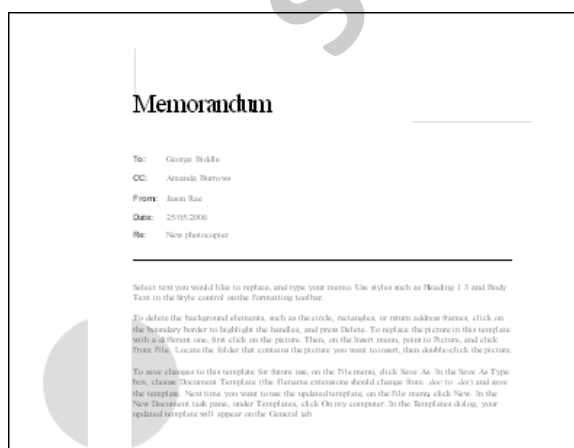 Memorandum
To: George Biddle
CC: Amanda Burrows
From: Jason Rae
Date: 25/05/2006
Re: New photocopier
Select text you would like to replace, and type your memo. Use styles such as Heading 1 3 and Body
Text in the Style control on the Formatting toolbar.
To delete the background elements, such as the circle, rectangles, or return address frames, click on
the boundary border to highlight the handles, and press Delete. To replace the picture in this template
with a different one, first click on the picture. Then, on the Insert menu, point to Picture, and click
From File. Locate the folder that contains the picture you want to insert, then double-click the picture.
To save changes to this template for future use, on the File menu, click Save As. In the Save As Type
box, choose Document Template (the filename extensions should change from .doc to .dot) and save
the template. Next time you want to use the updated template, on the File menu, click New. In the
New Document task pane, under Templates, click On my computer. In the Templates dialog, your
updated template will appear on the General tab.